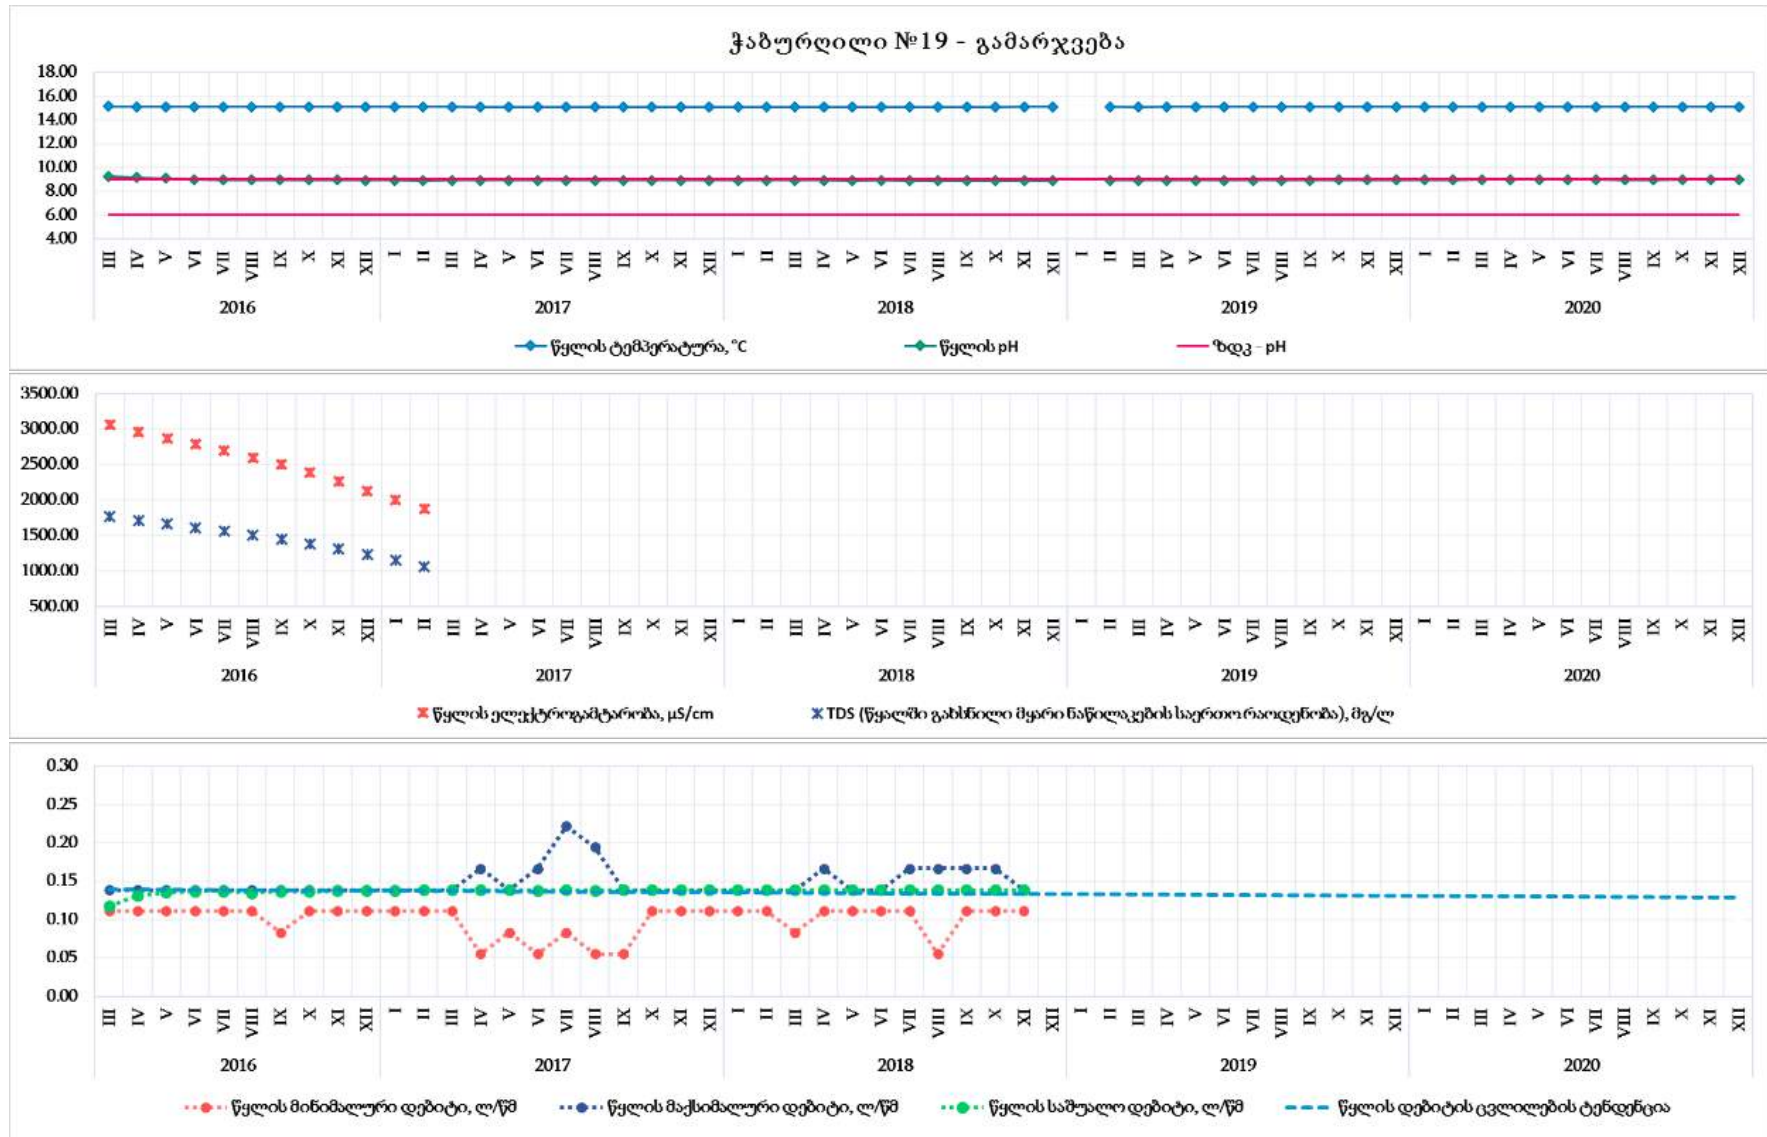 ჭაბურღილი №19 - გამარჯვება
18.00
16.00
14.00
12.00
10.00
8.00
6.00
4.00
III IV V VI VII VIII IX X XI XII I II III IV V VI VII VIII IX X XI XII I II III IV V VI VII VIII IX X XI XII I II III IV V VI VII VIII IX X XI XII I II III IV V VI VII VIII IX X XI XII
2016 2017 2018 2019 2020
წყლის ტემპერატურა, °C წყლის pH ზდკ - pH
3500.00
3000.00
2500.00
2000.00
1500.00
1000.00
500.00
III IV V VI VII VIII IX X XI XII I II III IV V VI VII VIII IX X XI XII I II III IV V VI VII VIII IX X XI XII I II III IV V VI VII VIII IX X XI XII I II III IV V VI VII VIII IX X XI XII
2016 2017 2018 2019 2020
წყლის ელექტროგამტარობა, µS/cm TDS (წყალში გახსნილი მყარი ნაწილაკების საერთო რაოდენობა), მგ/ლ
0.30
0.25
0.20
0.15
0.10
0.05
0.00
III IV V VI VII VIII IX X XI XII I II III IV V VI VII VIII IX X XI XII I II III IV V VI VII VIII IX X XI XII I II III IV V VI VII VIII IX X XI XII I II III IV V VI VII VIII IX X XI XII
2016 2017 2018 2019 2020
წყლის მინიმალური დებიტი, ლ/წმ წყლის მაქსიმალური დებიტი, ლ/წმ წყლის საშუალო დებიტი, ლ/წმ წყლის დებიტის ცვლილების ტენდენცია